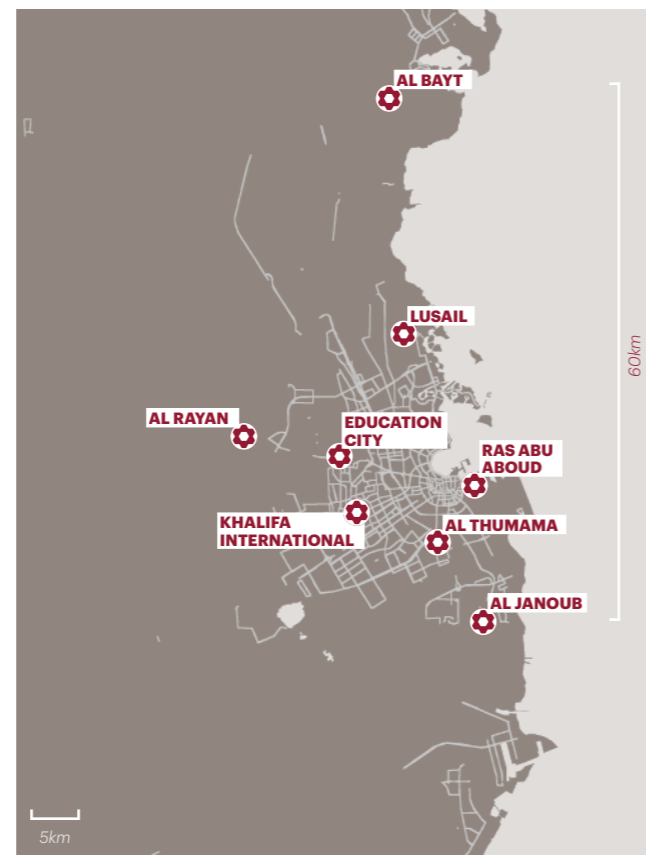 AL BAYT
LUSAIL
60km
AL RAYAN
EDUCATION
CITY
RAS ABU
ABOUD
KHALIFA
INTERNATIONAL
AL THUMAMA
AL JANOUB
5km